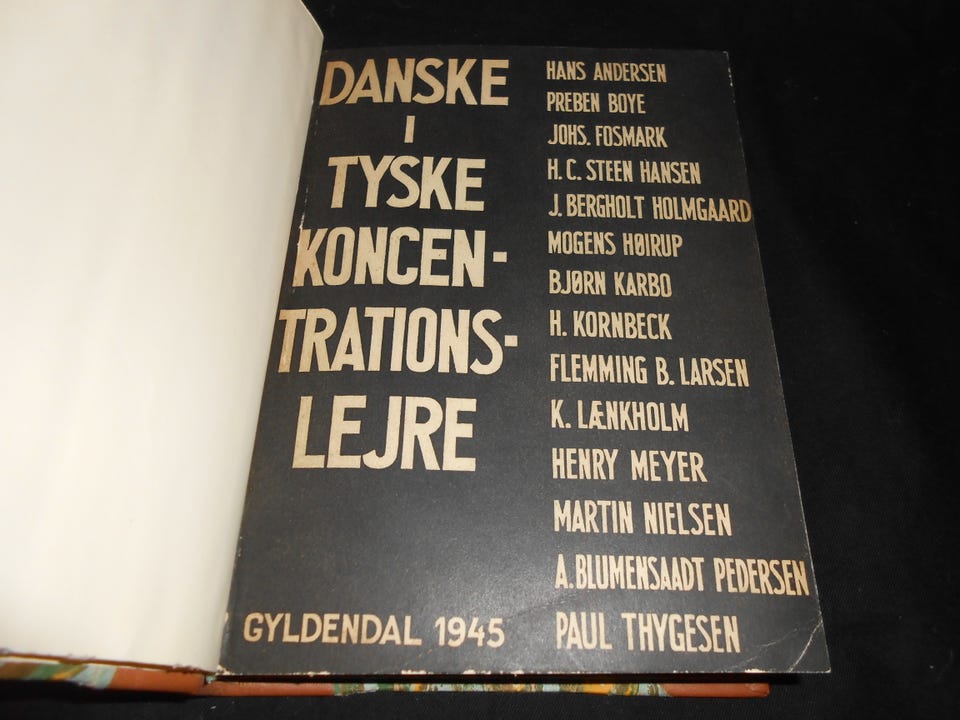 DANSKE
I
TYSKE
KONCEN-
TRATIONS-
LEJRE
HANS ANDERSEN
PREBEN BOYE
JOHS. FOSMARK
H. C. STEEN HANSEN
J. BERGHOLT HOLMGAARD
MOGENS HØIRUP
BJØRN KARBO
H. KORNBECK
FLEMMING B. LARSEN
K. LÆNKHOLM
HENRY MEYER
MARTIN NIELSEN
A. BLUMENSAADT PEDERSEN
PAUL THYGESEN
GYLDENDAL 1945